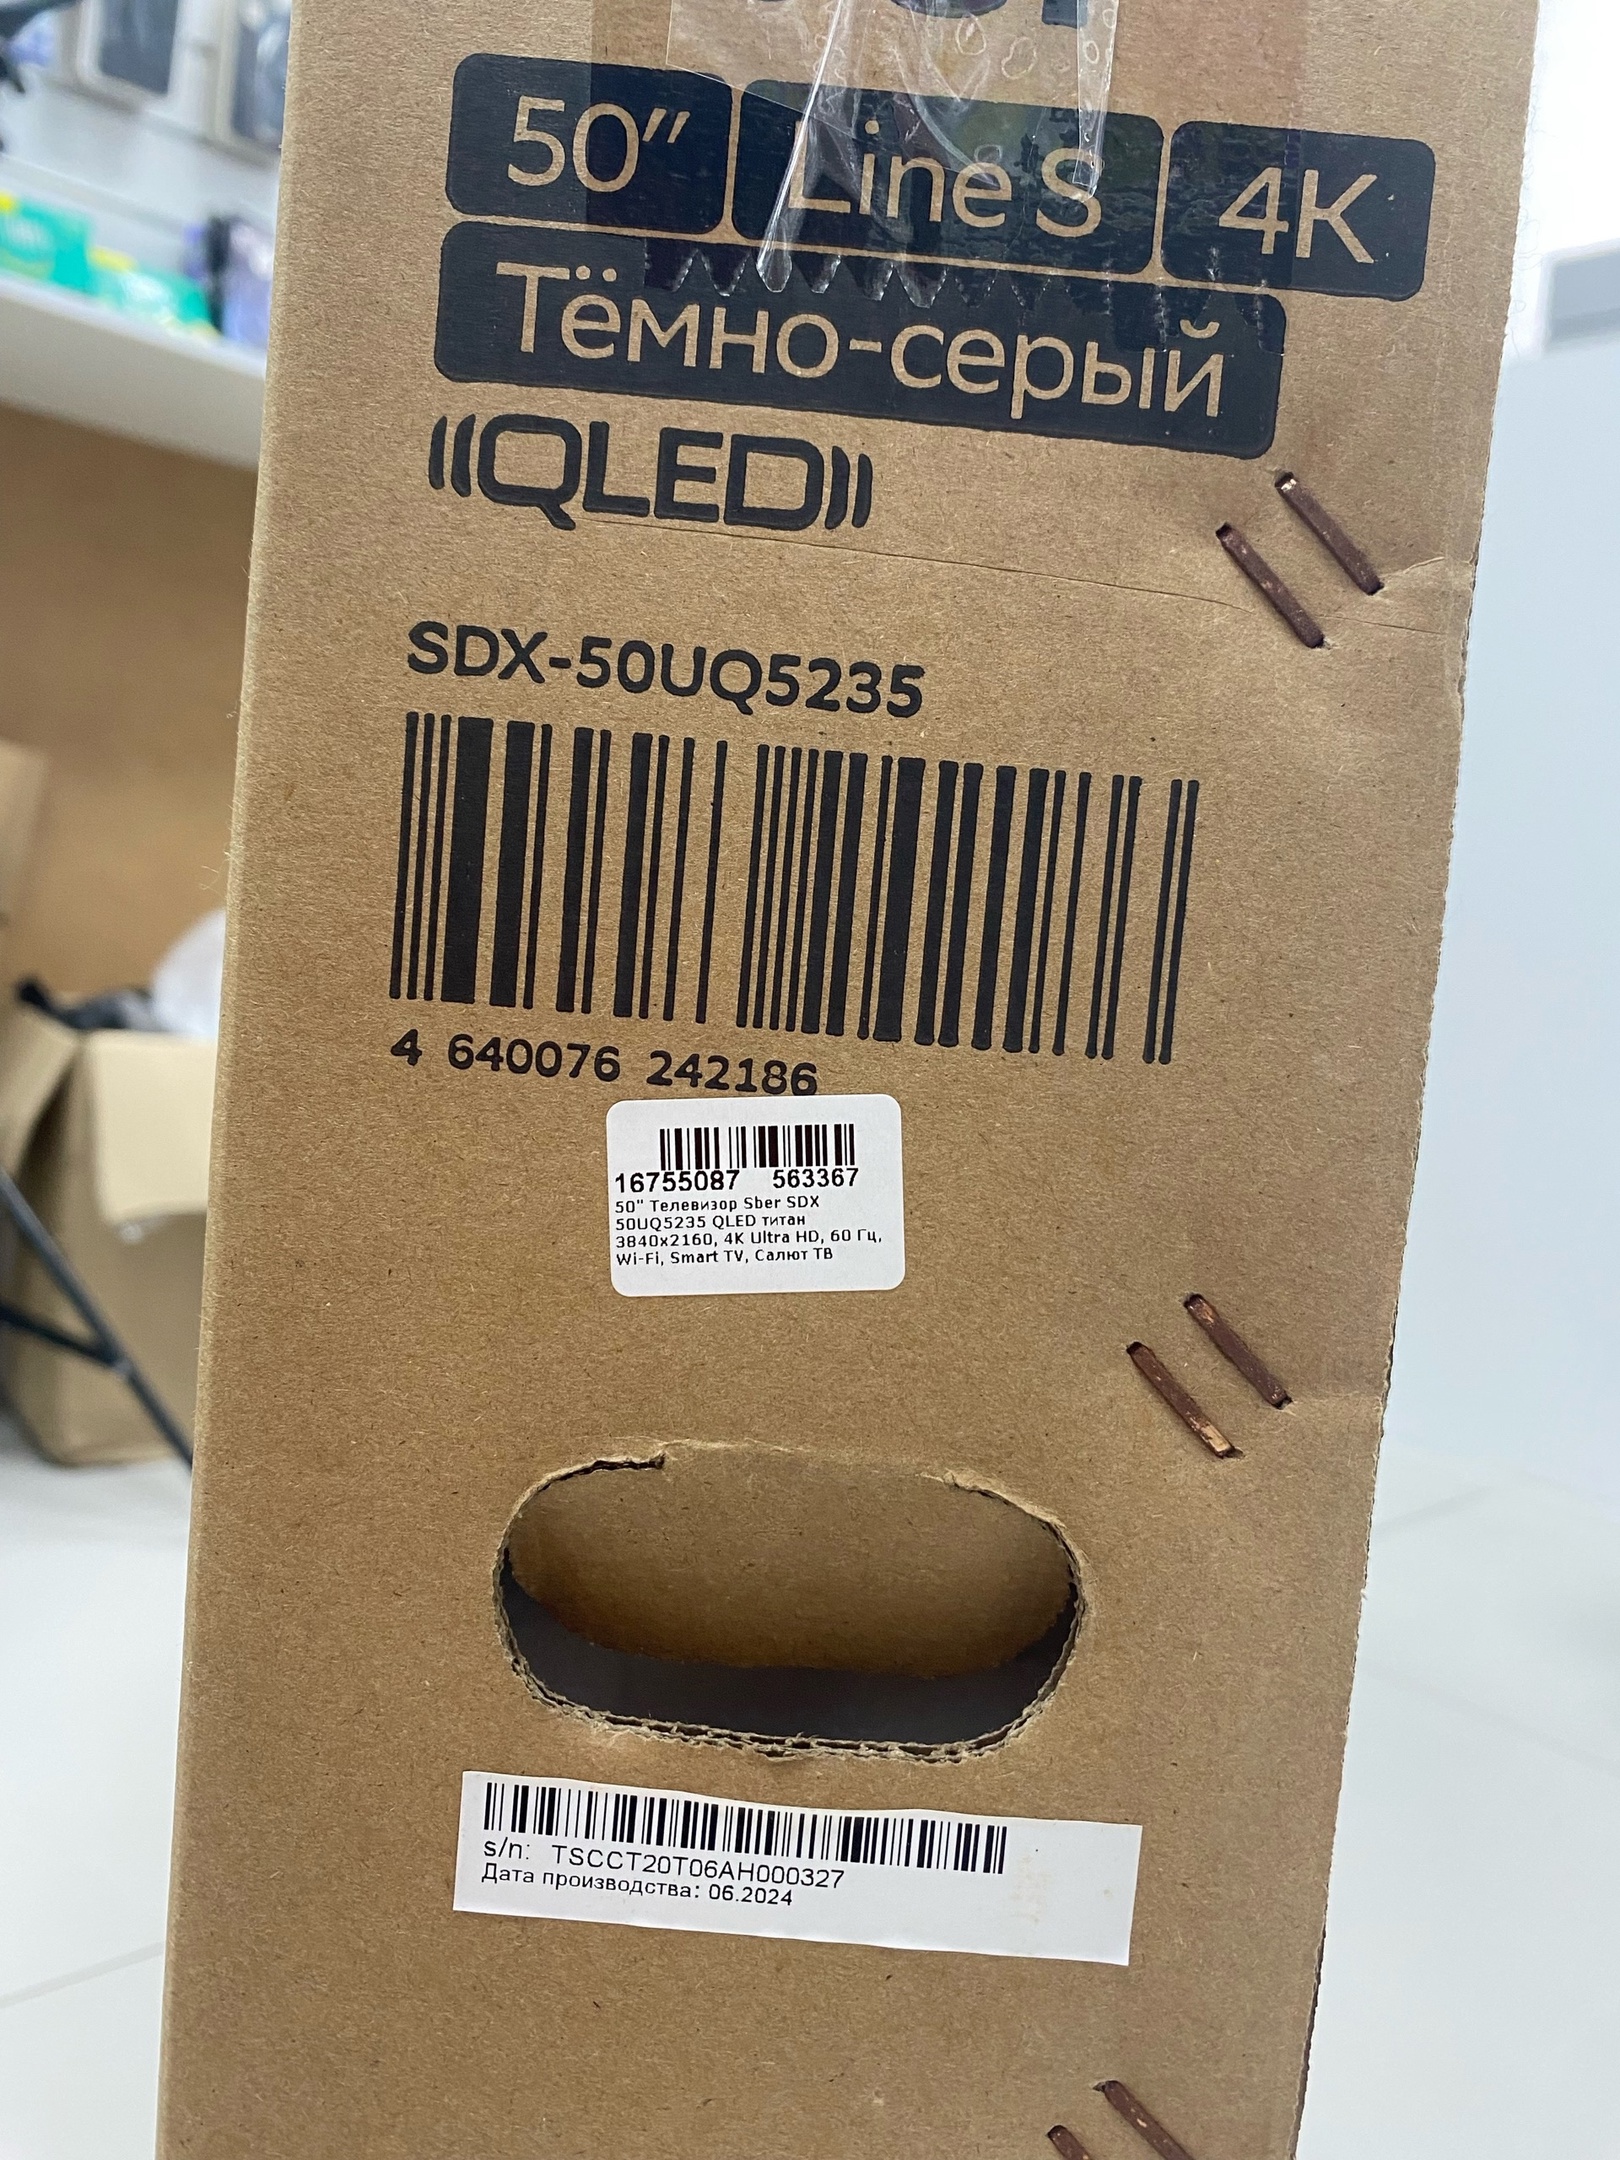 50″ Line S 4K
Тёмно-серый
QLED
SDX-50UQ5235
4 640076 242186
16755087 563367
50" Телевизор Sber SDX
50UQ5235 QLED титан
3840x2160, 4K Ultra HD, 60 Гц,
Wi-Fi, Smart TV, Салют ТВ
s/n: TSCCT20T06AH000327
Дата производства: 06.2024